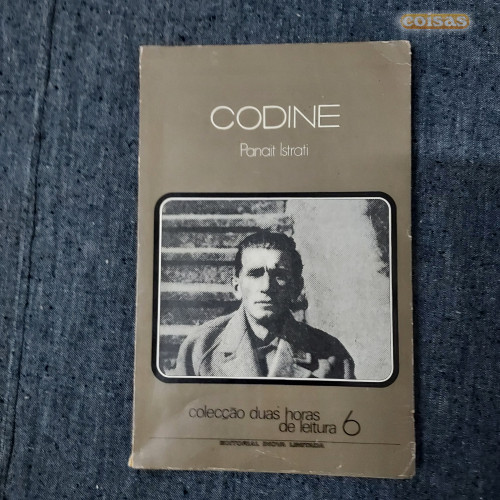 coisas
CODINE
Panait Istrati
colecção duas horas
de leitura 6
EDITORIAL INOVA LIMITADA